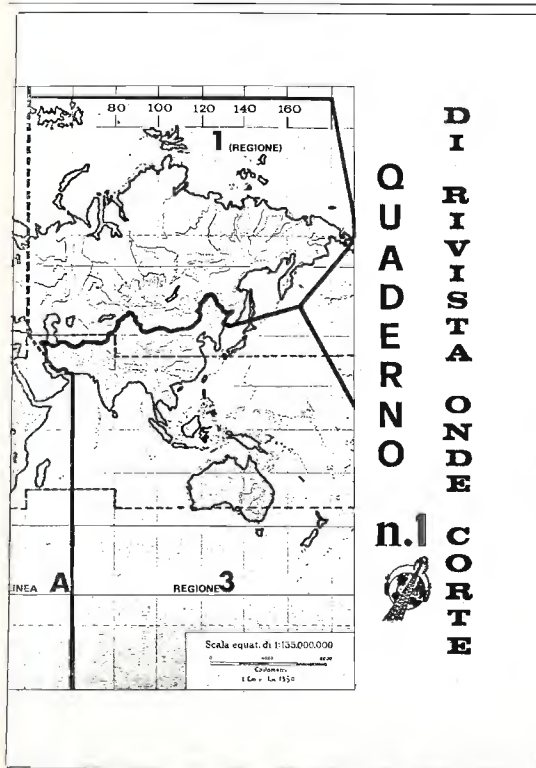 80 100 120 140 160
1 (REGIONE)
LINEA A
REGIONE 3
Scala equat. di 1:135.000.000
QUADERNO
n.1
DI RIVISTA ONDE CORTE